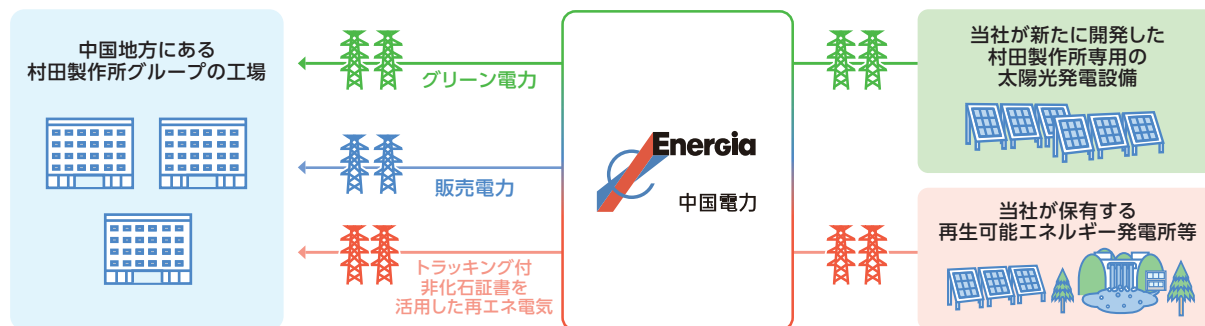 中国地方にある
村田製作所グループの工場
グリーン電力
販売電力
トラッキング付
非化石証書を
活用した再エネ電気
Energia
中国電力
当社が新たに開発した
村田製作所専用の
太陽光発電設備
当社が保有する
再生可能エネルギー発電所等